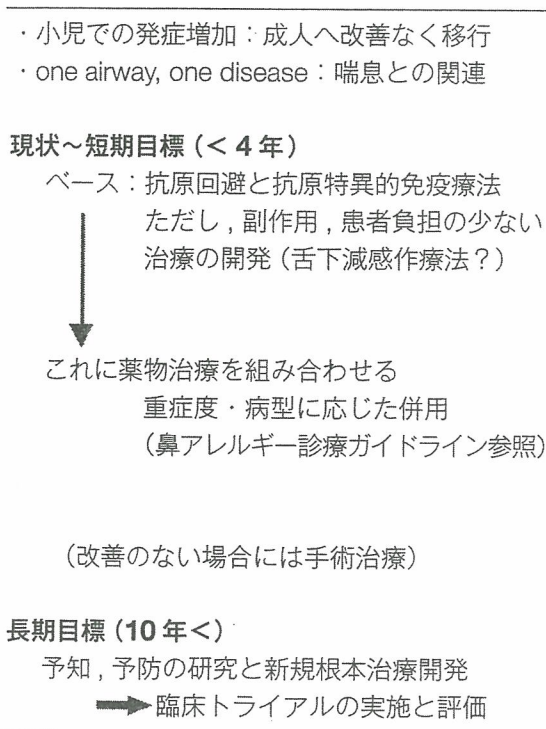 ・小児での発症増加：成人へ改善なく移行
・one airway, one disease：喘息との関連
現状～短期目標（＜４年）
ベース：抗原回避と抗原特異的免疫療法
ただし，副作用，患者負担の少ない
治療の開発（舌下減感作療法？）
これに薬物治療を組み合わせる
重症度・病型に応じた併用
（鼻アレルギー診療ガイドライン参照）
（改善のない場合には手術治療）
長期目標（10年＜）
予知，予防の研究と新規根本治療開発
臨床トライアルの実施と評価